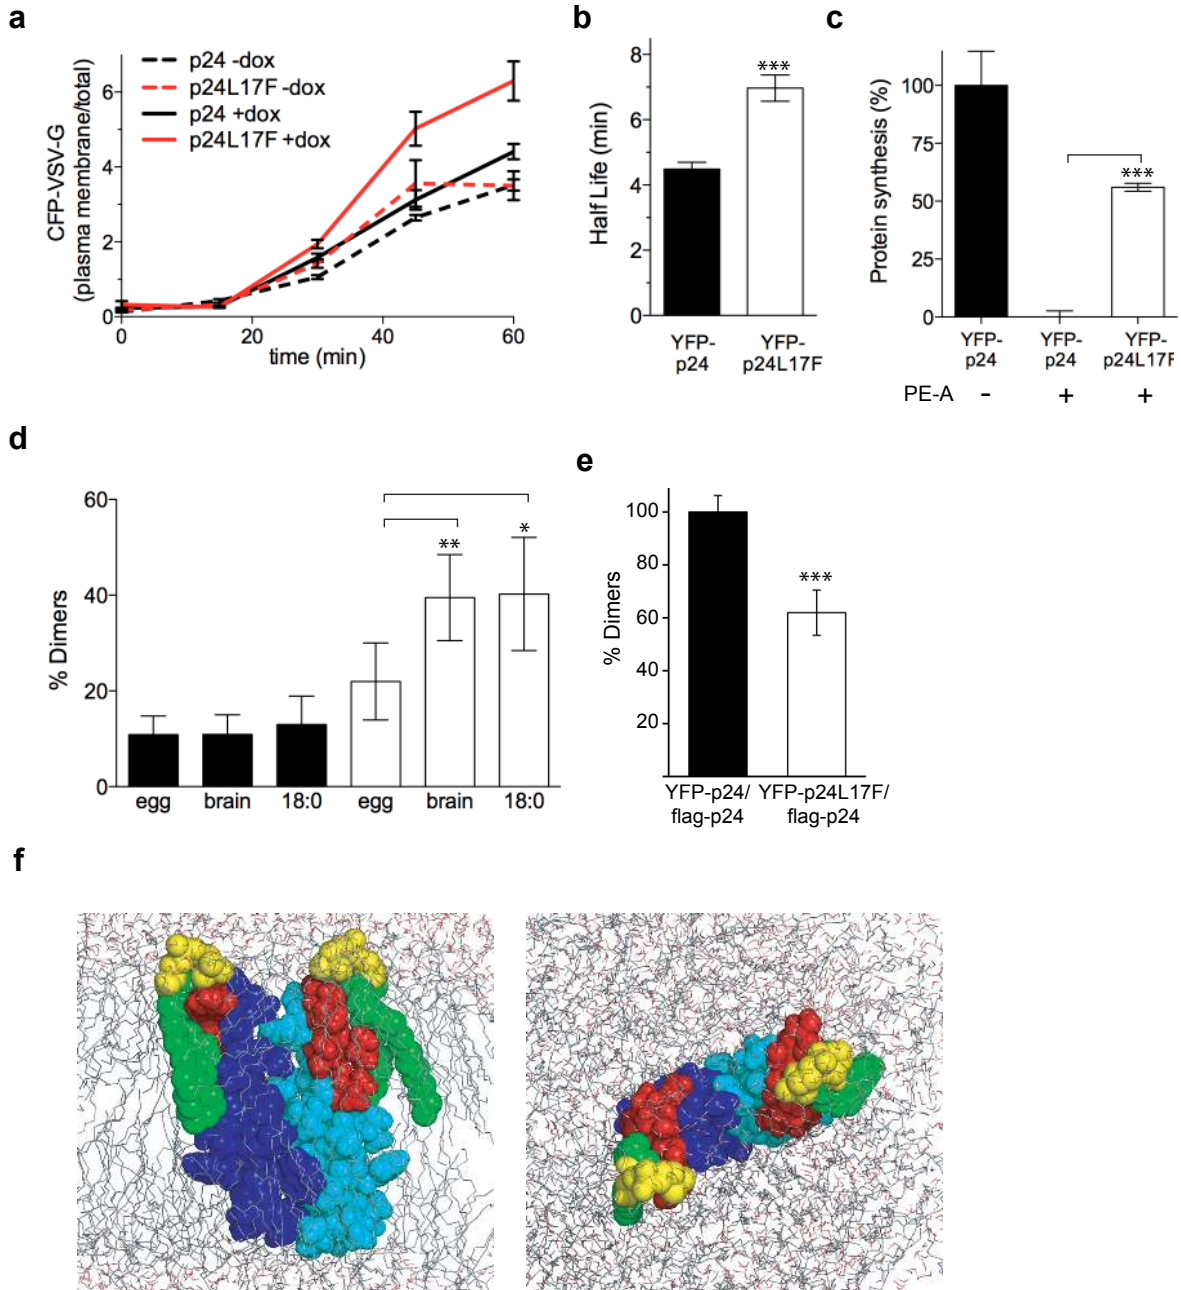 a
p24 -dox
p24L17F -dox
p24 +dox
p24L17F +dox
CFP-VSV-G
(plasma membrane/total)
6
4
2
0
0
20
40
60
time (min)
b
Half Life (min)
8
6
4
2
0
***
YFP-
p24
YFP-
p24L17F
c
Protein synthesis (%)
100
75
50
25
0
***
YFP-
p24
YFP-
p24
YFP-
p24L17F
PE-A - + +
d
% Dimers
60
40
20
0
** *
egg brain 18:0 egg brain 18:0
e
% Dimers
100
80
60
40
20
***
YFP-p24/
flag-p24
YFP-p24L17F/
flag-p24
f